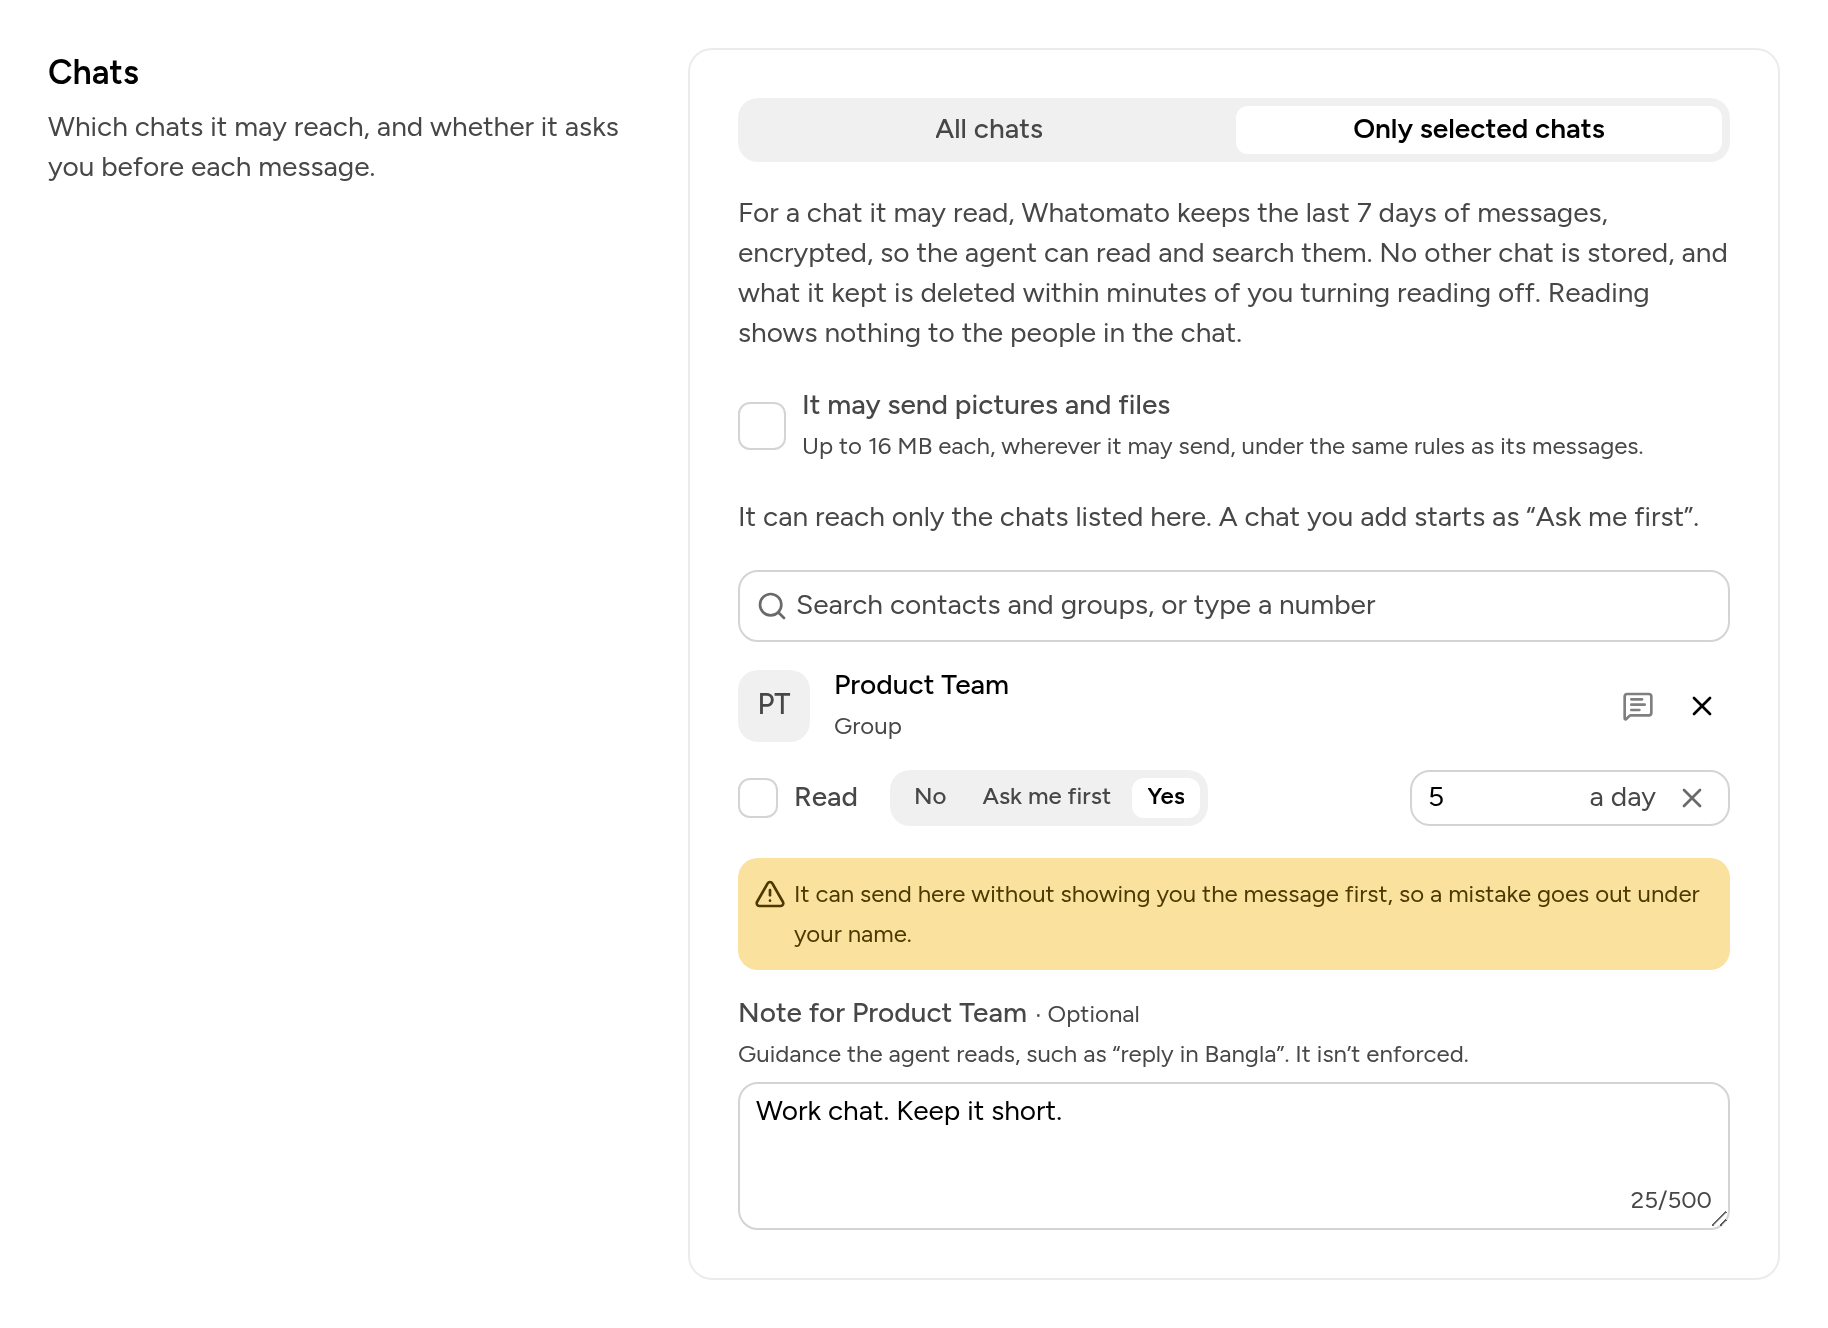 Chats
Which chats it may reach, and whether it asks
you before each message.
All chats
Only selected chats
For a chat it may read, Whatomato keeps the last 7 days of messages,
encrypted, so the agent can read and search them. No other chat is stored, and
what it kept is deleted within minutes of you turning reading off. Reading
shows nothing to the people in the chat.
It may send pictures and files
Up to 16 MB each, wherever it may send, under the same rules as its messages.
It can reach only the chats listed here. A chat you add starts as “Ask me first”.
Search contacts and groups, or type a number
PT
Product Team
Group
Read
No
Ask me first
Yes
5
a day
It can send here without showing you the message first, so a mistake goes out under
your name.
Note for Product Team · Optional
Guidance the agent reads, such as “reply in Bangla”. It isn’t enforced.
Work chat. Keep it short.
25/500